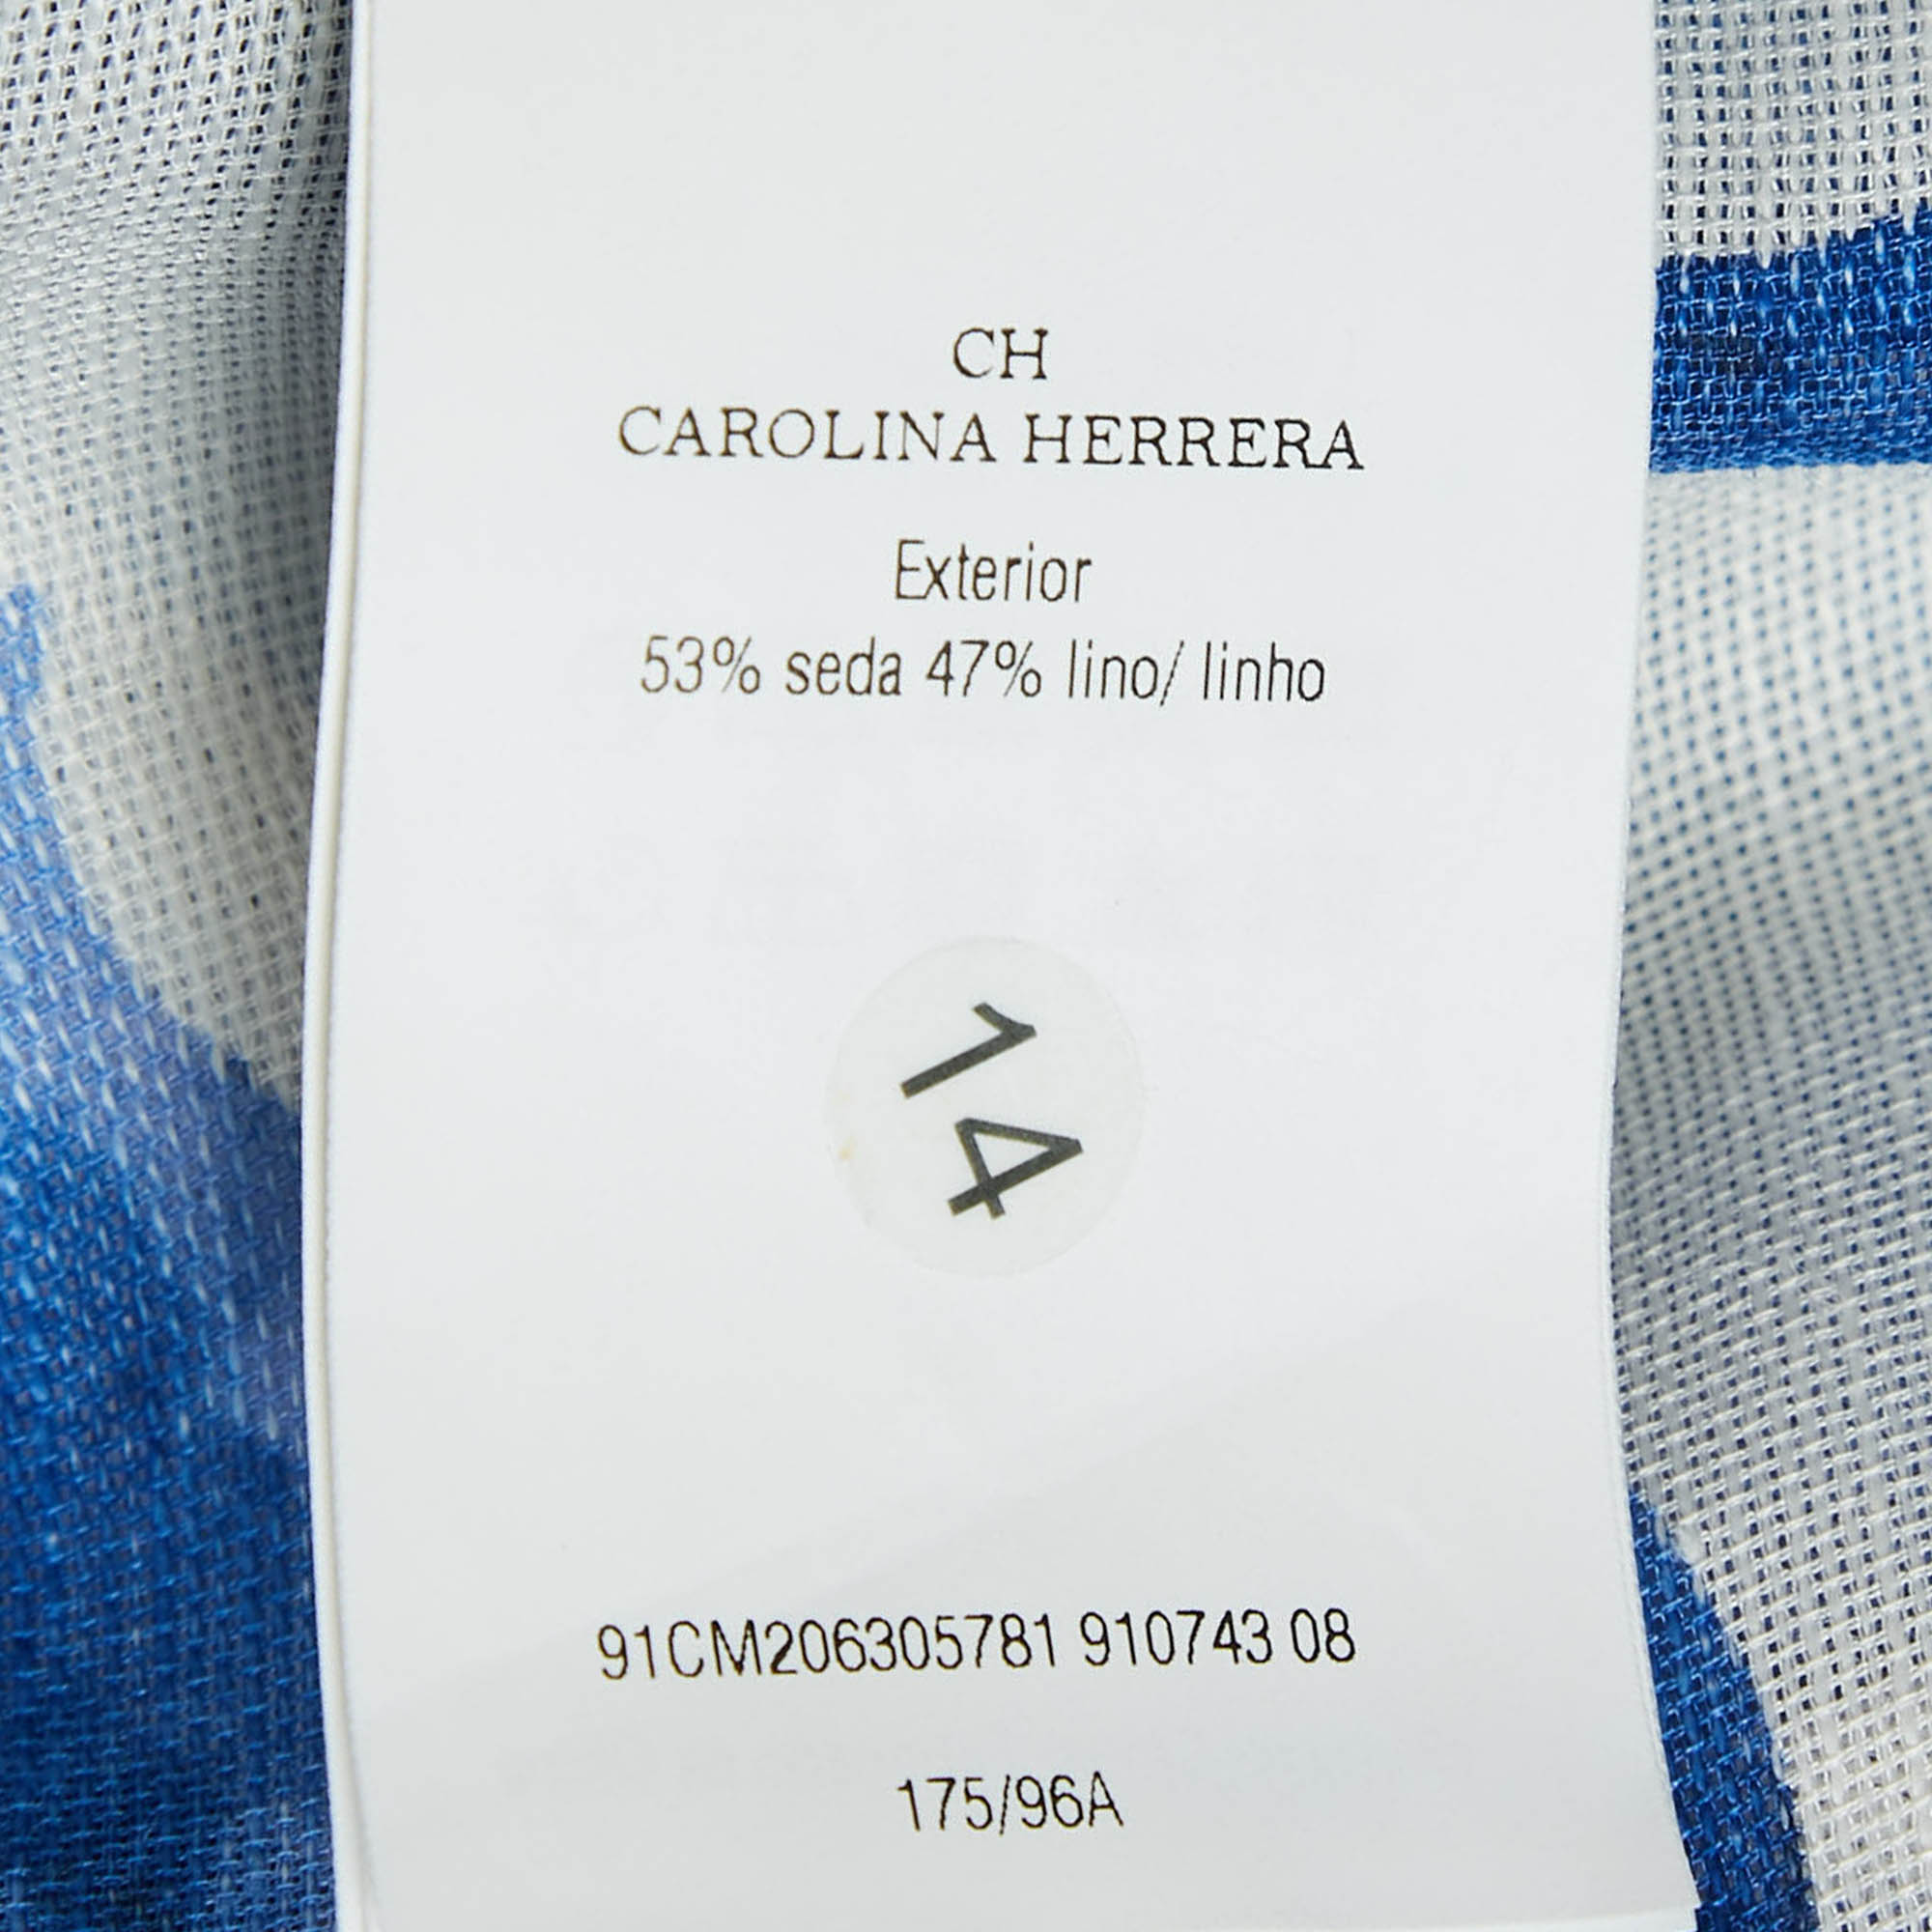 CH
CAROLINA HERRERA
Exterior
53% seda 47% lino/ linho
14
91CM206305781 910743 08
175/96A